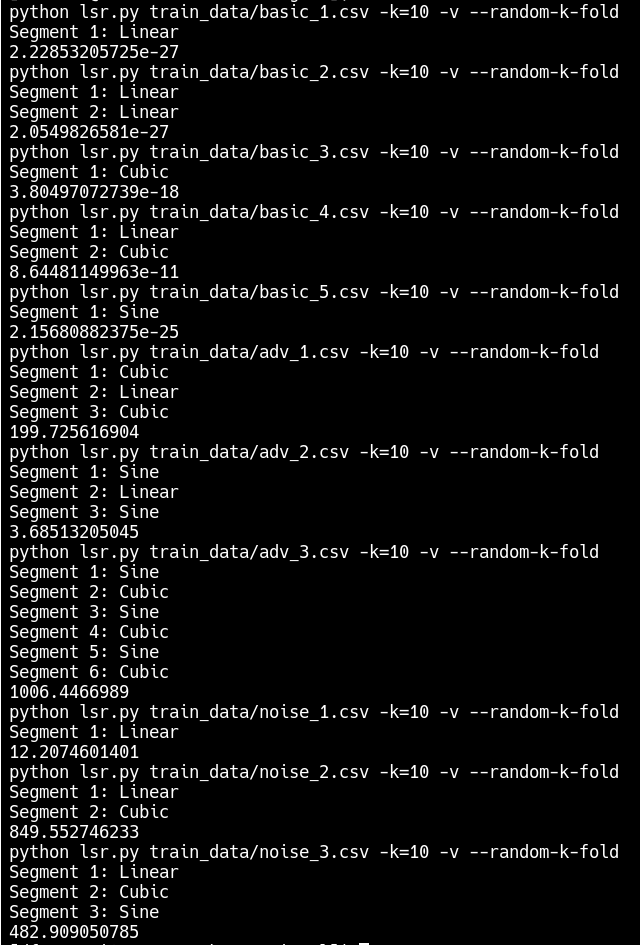 python lsr.py train_data/basic_1.csv -k=10 -v --random-k-fold
Segment 1: Linear
2.22853205725e-27
python lsr.py train_data/basic_2.csv -k=10 -v --random-k-fold
Segment 1: Linear
Segment 2: Linear
2.0549826581e-27
python lsr.py train_data/basic_3.csv -k=10 -v --random-k-fold
Segment 1: Cubic
3.80497072739e-18
python lsr.py train_data/basic_4.csv -k=10 -v --random-k-fold
Segment 1: Linear
Segment 2: Cubic
8.64481149963e-11
python lsr.py train_data/basic_5.csv -k=10 -v --random-k-fold
Segment 1: Sine
2.15680882375e-25
python lsr.py train_data/adv_1.csv -k=10 -v --random-k-fold
Segment 1: Cubic
Segment 2: Linear
Segment 3: Cubic
199.725616904
python lsr.py train_data/adv_2.csv -k=10 -v --random-k-fold
Segment 1: Sine
Segment 2: Linear
Segment 3: Sine
3.68513205045
python lsr.py train_data/adv_3.csv -k=10 -v --random-k-fold
Segment 1: Sine
Segment 2: Cubic
Segment 3: Sine
Segment 4: Cubic
Segment 5: Sine
Segment 6: Cubic
1006.4466989
python lsr.py train_data/noise_1.csv -k=10 -v --random-k-fold
Segment 1: Linear
12.2074601401
python lsr.py train_data/noise_2.csv -k=10 -v --random-k-fold
Segment 1: Linear
Segment 2: Cubic
849.552746233
python lsr.py train_data/noise_3.csv -k=10 -v --random-k-fold
Segment 1: Linear
Segment 2: Cubic
Segment 3: Sine
482.909050785